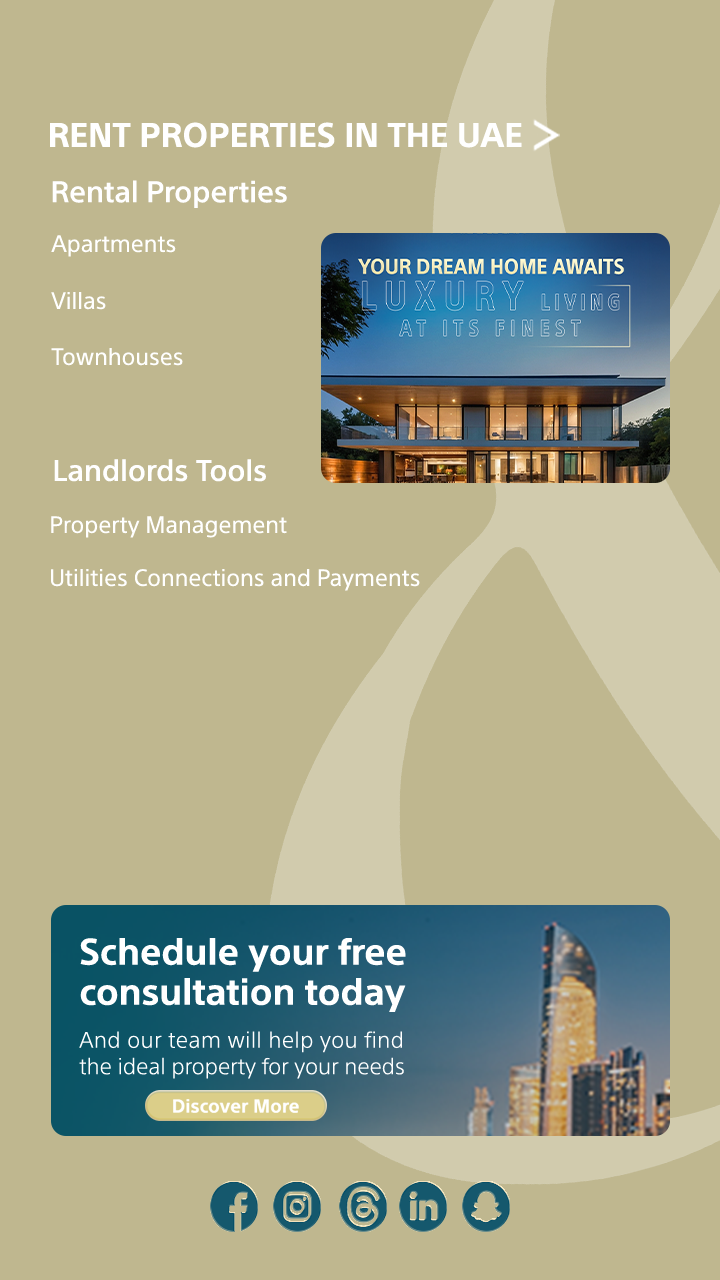 RENT PROPERTIES IN THE UAE >
Rental Properties
Apartments
Villas
Townhouses
YOUR DREAM HOME AWAITS
LUXURY LIVING
AT ITS FINEST
Landlords Tools
Property Management
Utilities Connections and Payments
Schedule your free
consultation today
And our team will help you find
the ideal property for your needs
Discover More